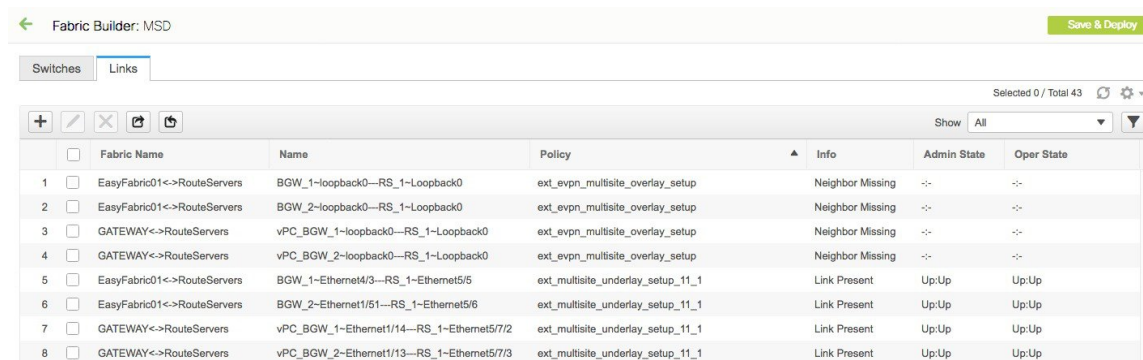 Fabric Builder: MSD
Save & Deploy
Switches Links
Selected 0 / Total 43
Show All
Fabric Name Name Policy Info Admin State Oper State
1 EasyFabric01<->RouteServers BGW_1~loopback0---RS_1~Loopback0 ext_evpn_multisite_overlay_setup Neighbor Missing -:- -:-
2 EasyFabric01<->RouteServers BGW_2~loopback0---RS_1~Loopback0 ext_evpn_multisite_overlay_setup Neighbor Missing -:- -:-
3 GATEWAY<->RouteServers vPC_BGW_1~loopback0---RS_1~Loopback0 ext_evpn_multisite_overlay_setup Neighbor Missing -:- -:-
4 GATEWAY<->RouteServers vPC_BGW_2~loopback0---RS_1~Loopback0 ext_evpn_multisite_overlay_setup Neighbor Missing -:- -:-
5 EasyFabric01<->RouteServers BGW_1~Ethernet4/3---RS_1~Ethernet5/5 ext_multisite_underlay_setup_11_1 Link Present Up:Up Up:Up
6 EasyFabric01<->RouteServers BGW_2~Ethernet1/51---RS_1~Ethernet5/6 ext_multisite_underlay_setup_11_1 Link Present Up:Up Up:Up
7 GATEWAY<->RouteServers vPC_BGW_1~Ethernet1/14---RS_1~Ethernet5/7/2 ext_multisite_underlay_setup_11_1 Link Present Up:Up Up:Up
8 GATEWAY<->RouteServers vPC_BGW_2~Ethernet1/13---RS_1~Ethernet5/7/3 ext_multisite_underlay_setup_11_1 Link Present Up:Up Up:Up